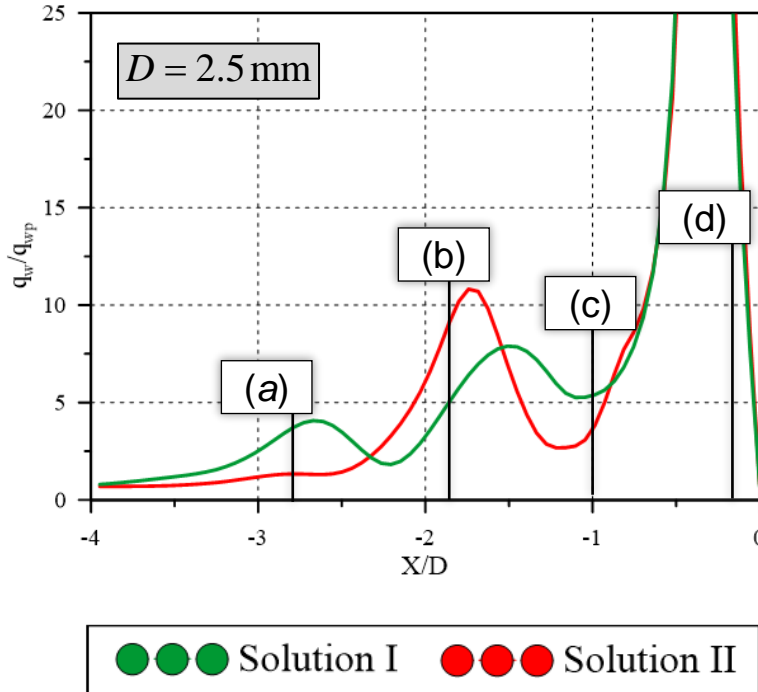 25
D = 2.5 mm
20
15
(d)
q_w/q_wp
(b)
10
(c)
(a)
5
0
-4 -3 -2 -1 0
X/D
Solution I Solution II